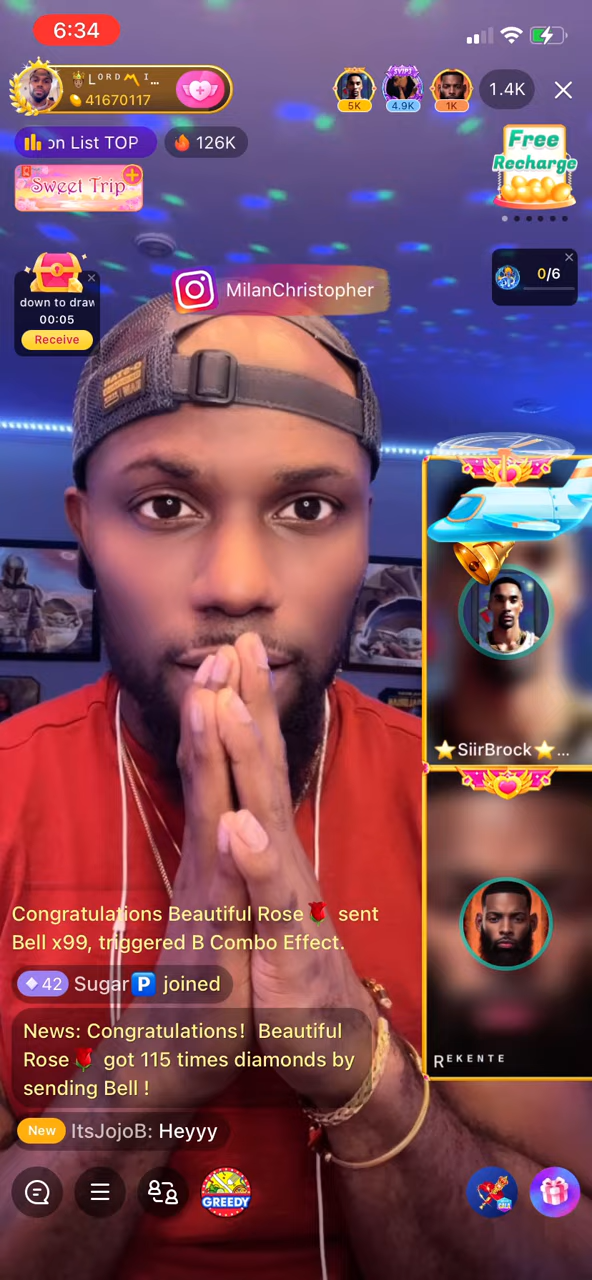 6:34
Lᴏʀᴅ〽️ I...
41670117
5K
4.9K
1K
1.4K
on List TOP
126K
Sweet Trip
Free
Recharge
down to draw
00:05
Receive
0/6
MilanChristopher
⭐SiirBrock⭐...
Congratulations Beautiful Rose🌹 sent
Bell x99, triggered B Combo Effect.
42 Sugar🅿️ joined
News: Congratulations! Beautiful
Rose🌹 got 115 times diamonds by
sending Bell !
Rᴇᴋᴇɴᴛᴇ
New ItsJojoB: Heyyy
GREEDY